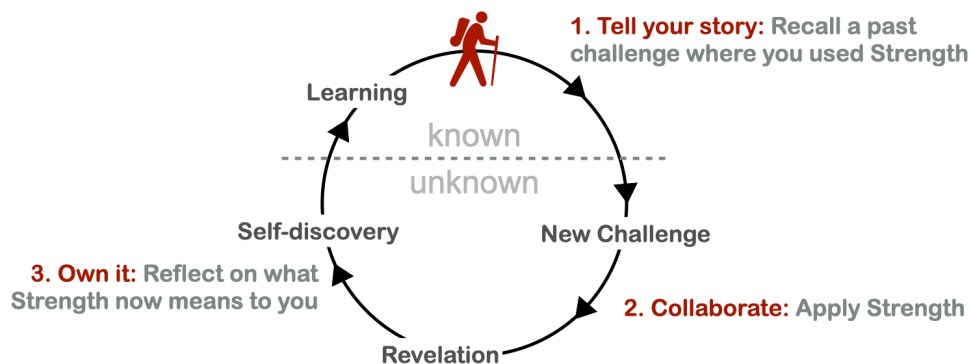 1. Tell your story: Recall a past
challenge where you used Strength
Learning
known
unknown
Self-discovery
New Challenge
3. Own it: Reflect on what
Strength now means to you
2. Collaborate: Apply Strength
Revelation